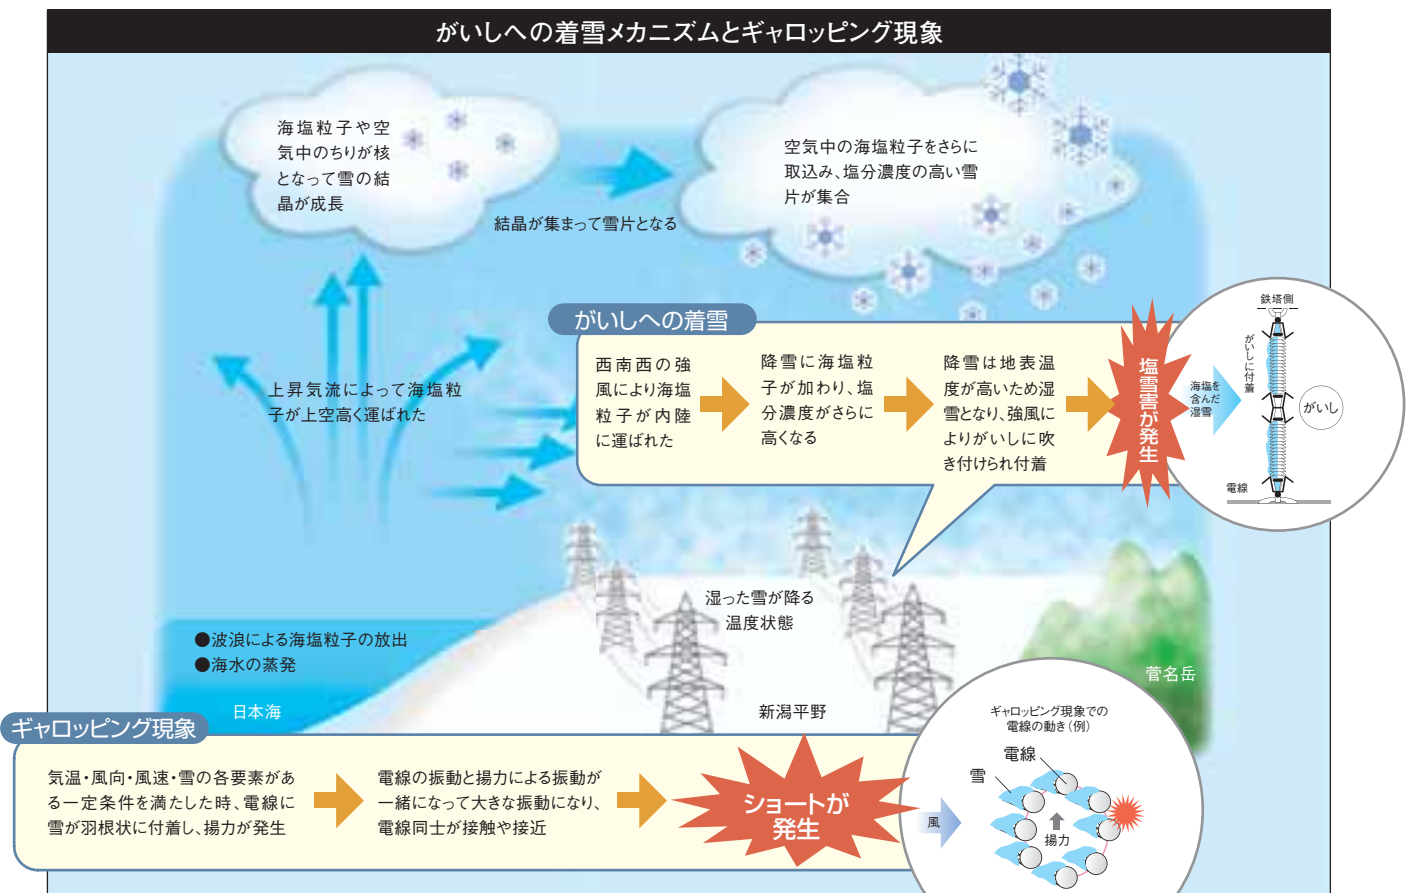 がいしへの着雪メカニズムとギャロッピング現象
海塩粒子や空
気中のちりが核
となって雪の結
晶が成長
結晶が集まって雪片となる
空気中の海塩粒子をさらに
取込み、塩分濃度の高い雪
片が集合
上昇気流によって海塩粒
子が上空高く運ばれた
がいしへの着雪
西南西の強
風により海塩
粒子が内陸
に運ばれた
降雪に海塩粒
子が加わり、塩
分濃度がさらに
高くなる
降雪は地表温
度が高いため湿
雪となり、強風に
よりがいしに吹
き付けられ付着
塩雪害が発生
海塩を
含んだ
湿雪
鉄塔側
がいしに付着
がいし
電線
湿った雪が降る
温度状態
●波浪による海塩粒子の放出
●海水の蒸発
日本海
新潟平野
菅名岳
ギャロッピング現象
気温・風向・風速・雪の各要素があ
る一定条件を満たした時、電線に
雪が羽根状に付着し、揚力が発生
電線の振動と揚力による振動が
一緒になって大きな振動になり、
電線同士が接触や接近
ショートが
発生
風
ギャロッピング現象での
電線の動き（例）
電線
雪
揚力